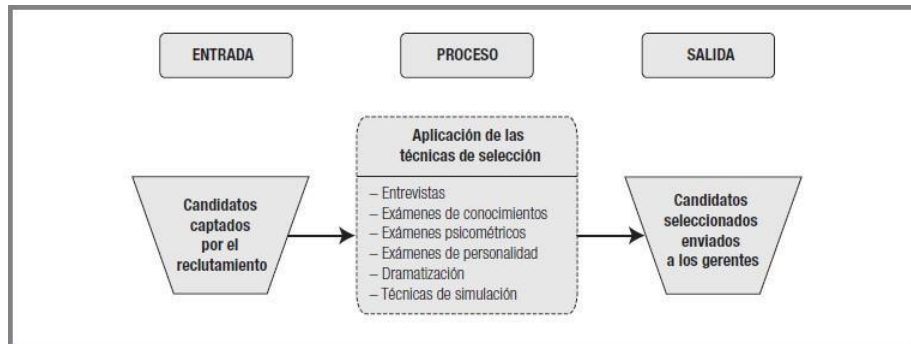 ENTRADA
PROCESO
SALIDA
Candidatos
captados
por el
reclutamiento
Aplicación de las
técnicas de selección
– Entrevistas
– Exámenes de conocimientos
– Exámenes psicométricos
– Exámenes de personalidad
– Dramatización
– Técnicas de simulación
Candidatos
seleccionados
enviados
a los gerentes